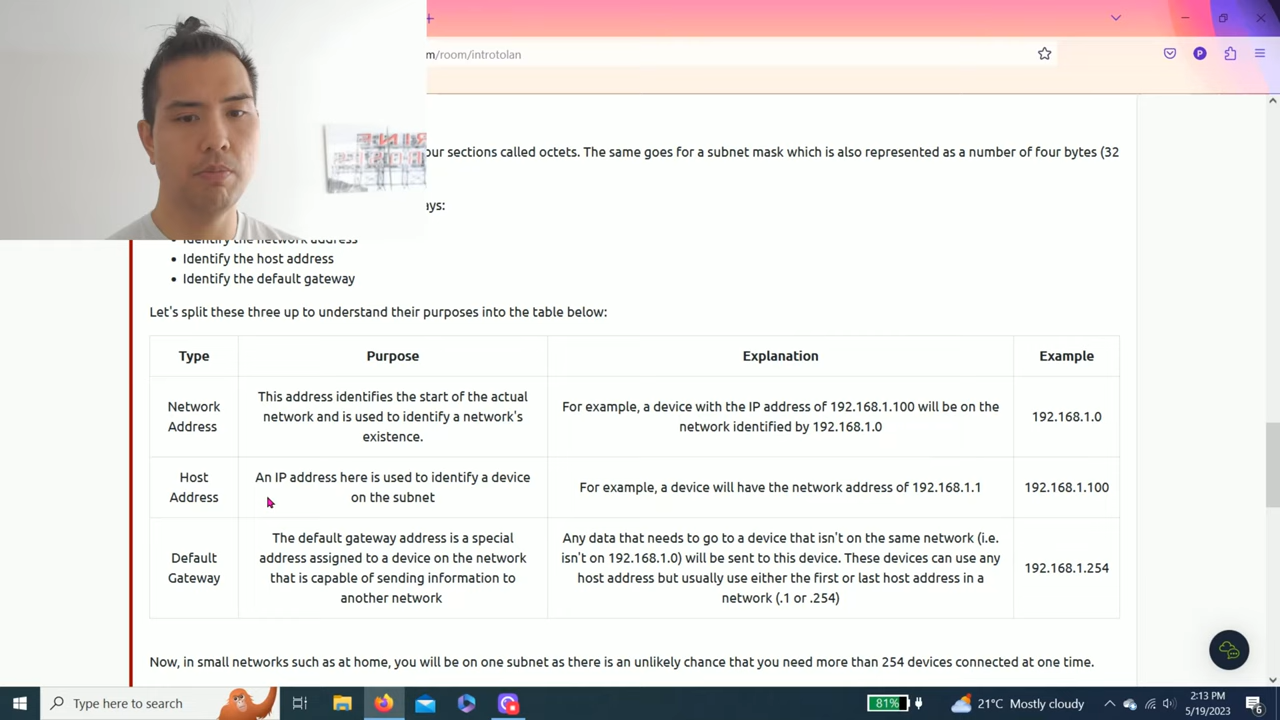 m/room/introtolan
our sections called octets. The same goes for a subnet mask which is also represented as a number of four bytes (32
ays:
Identify the network address
Identify the host address
Identify the default gateway
Let's split these three up to understand their purposes into the table below:
Type
Purpose
Explanation
Example
Network
Address
This address identifies the start of the actual
network and is used to identify a network's
existence.
For example, a device with the IP address of 192.168.1.100 will be on the
network identified by 192.168.1.0
192.168.1.0
Host
Address
An IP address here is used to identify a device
on the subnet
For example, a device will have the network address of 192.168.1.1
192.168.1.100
Default
Gateway
The default gateway address is a special
address assigned to a device on the network
that is capable of sending information to
another network
Any data that needs to go to a device that isn't on the same network (i.e.
isn't on 192.168.1.0) will be sent to this device. These devices can use any
host address but usually use either the first or last host address in a
network (.1 or .254)
192.168.1.254
Now, in small networks such as at home, you will be on one subnet as there is an unlikely chance that you need more than 254 devices connected at one time.
Type here to search
81%
21°C Mostly cloudy
2:13 PM
5/19/2023
6